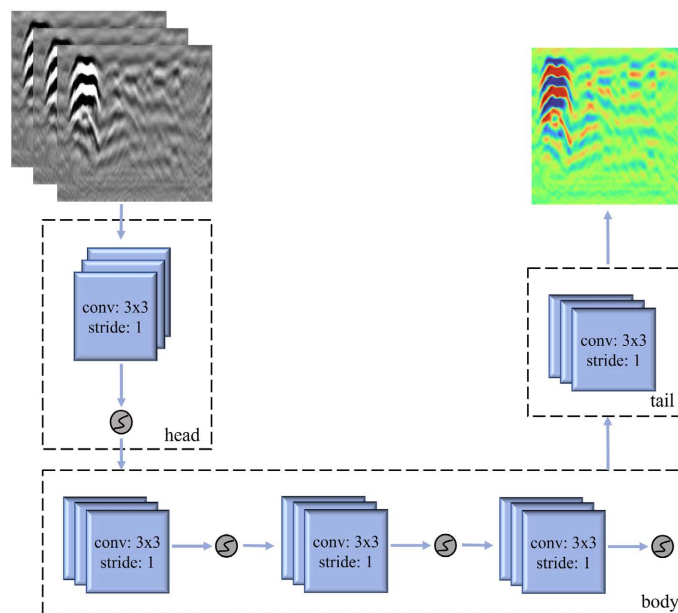 conv: 3x3
stride: 1
head
conv: 3x3
stride: 1
tail
conv: 3x3
stride: 1
conv: 3x3
stride: 1
conv: 3x3
stride: 1
body